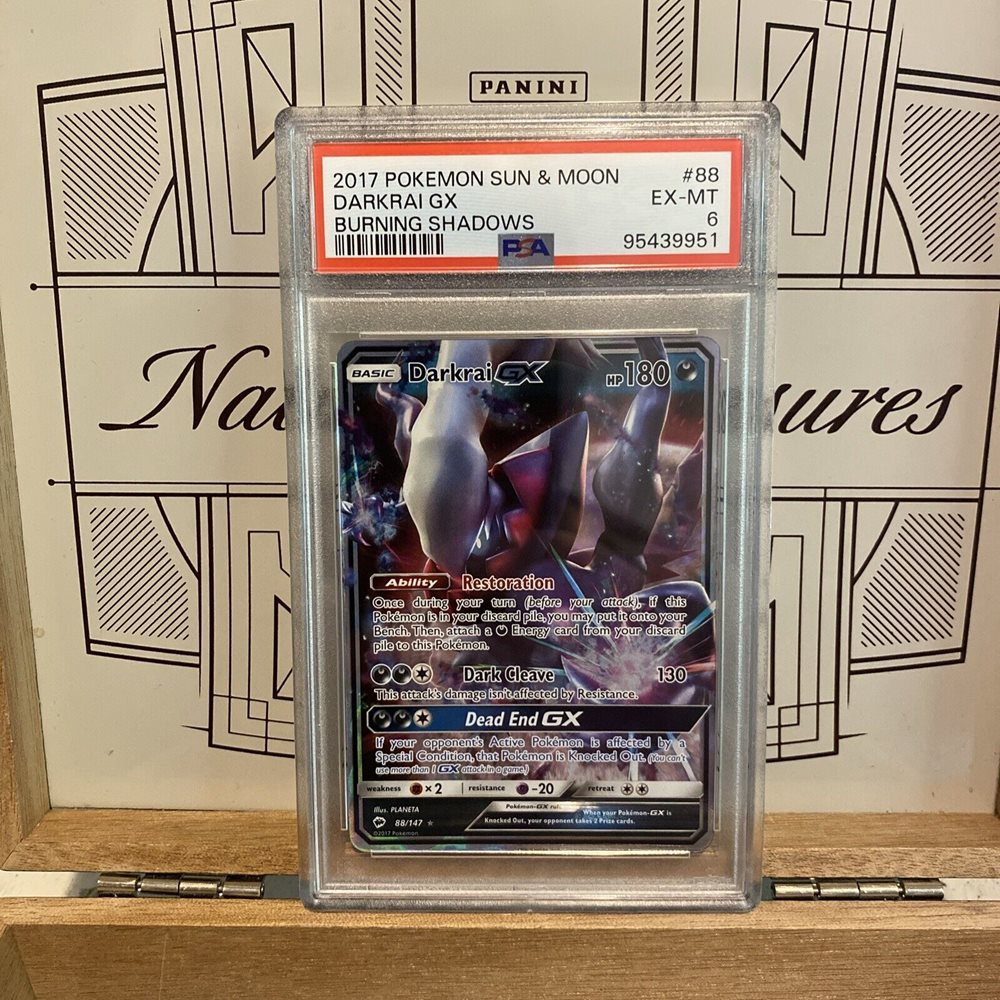 PANINI
2017 POKEMON SUN & MOON #88
DARKRAI GX EX-MT
BURNING SHADOWS 6
PSA 95439951
Na ures
BASIC Darkrai GX HP 180
Ability Restoration
Once during your turn (before your attack), if this
Pokémon is in your discard pile, you may put it onto your
Bench. Then, attach a Energy card from your discard
pile to this Pokémon.
Dark Cleave 130
This attack's damage isn't affected by Resistance.
Dead End GX
If your opponent's Active Pokémon is affected by a
Special Condition, that Pokémon is Knocked Out. (You can't
use more than 1 GX attack in a game.)
weakness ×2 resistance -20 retreat
Illus. PLANETA Pokémon-GX rule When your Pokémon-GX is
88/147 Knocked Out, your opponent takes 2 Prize cards.
©2017 Pokémon